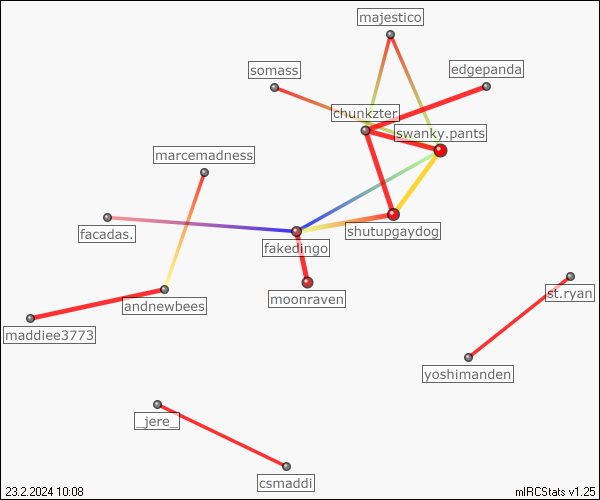 majestico
somass
edgepanda
chunkzter
swanky.pants
marcemadness
facadas.
shutupgaydog
fakedingo
moonraven
st.ryan
andnewbees
maddiee3773
yoshimanden
_jere_
csmaddi
23.2.2024 10:08
mIRCStats v1.25